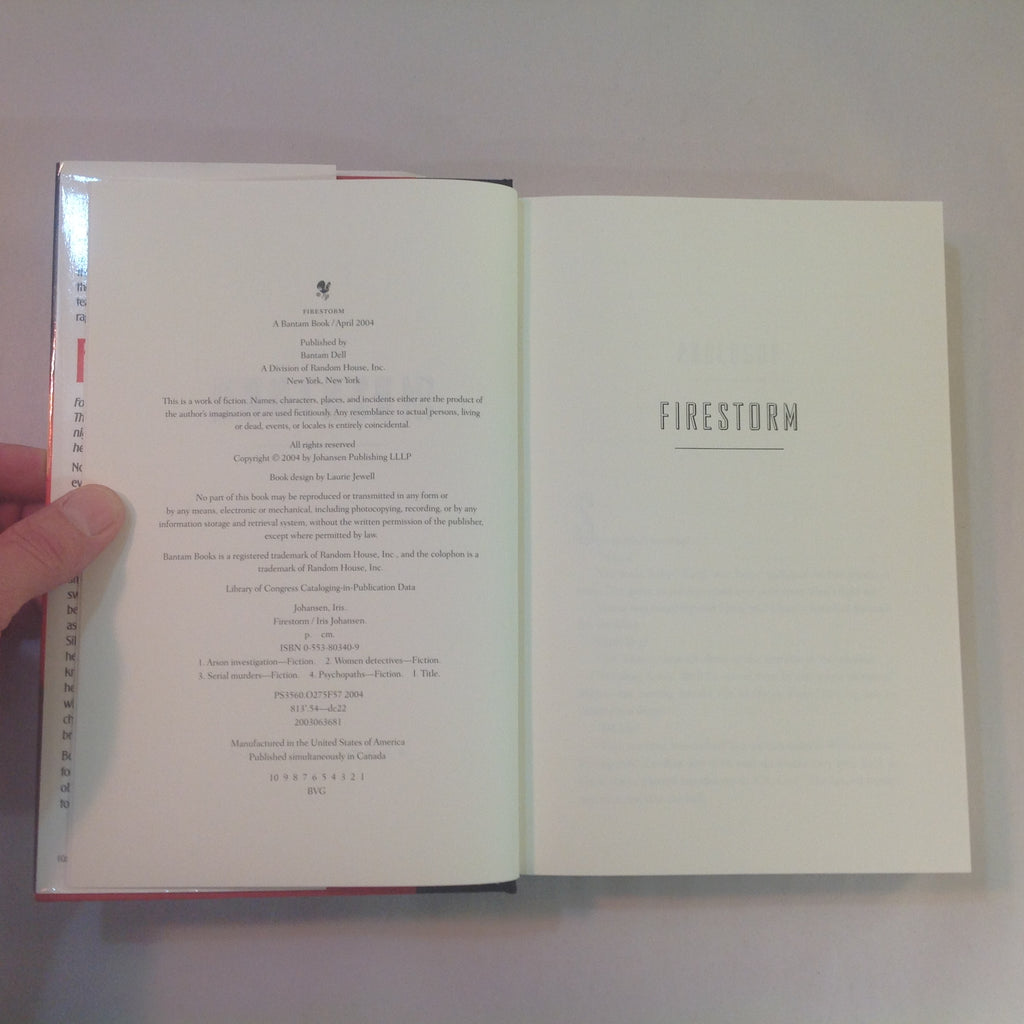 FIRESTORM
A Bantam Book / April 2004
Published by
Bantam Dell
A Division of Random House, Inc.
New York, New York
This is a work of fiction. Names, characters, places, and incidents either are the product of
the author's imagination or are used fictitiously. Any resemblance to actual persons, living
or dead, events, or locales is entirely coincidental.
All rights reserved
Copyright © 2004 by Johansen Publishing LLLP
Book design by Laurie Jewell
No part of this book may be reproduced or transmitted in any form or
by any means, electronic or mechanical, including photocopying, recording, or by any
information storage and retrieval system, without the written permission of the publisher,
except where permitted by law.
Bantam Books is a registered trademark of Random House, Inc., and the colophon is a
trademark of Random House, Inc.
Library of Congress Cataloging-in-Publication Data
Johansen, Iris.
Firestorm / Iris Johansen.
p. cm.
ISBN 0-553-80340-9
1. Arson investigation—Fiction. 2. Women detectives—Fiction.
3. Serial murders—Fiction. 4. Psychopaths—Fiction. I. Title.
PS3560.O275F57 2004
813'.54—dc22
2003063681
Manufactured in the United States of America
Published simultaneously in Canada
10 9 8 7 6 5 4 3 2 1
BVG
FIRESTORM